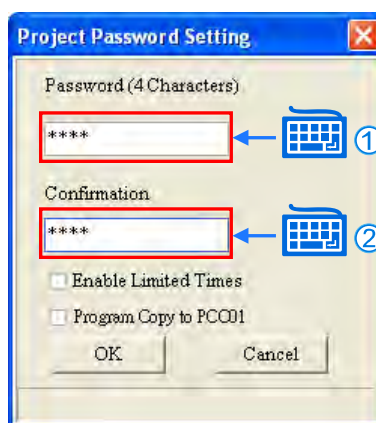 Project Password Setting
Password (4 Characters)
****
①
Confirmation
****
②
Enable Limited Times
Program Copy to PCC01
OK Cancel